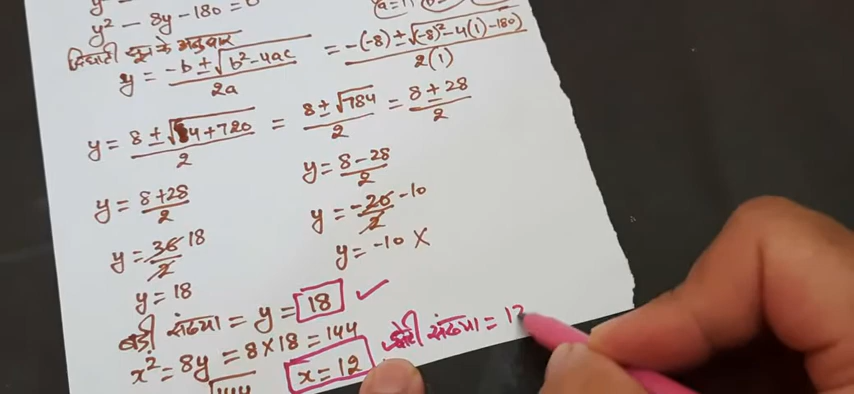 y² - 8y - 180 = 0
द्विघाती सूत्र के अनुसार
y = -b ± √b² - 4ac / 2a = -(-8) ± √(-8)² - 4(1) - 180) / 2(1)
y = 8 ± √64 + 720 / 2 = 8 ± √784 / 2 = 8 ± 28 / 2
y = 8 + 28 / 2
y = 8 - 28 / 2
y = 36 / 2 18
y = -20 / 2 -10
y = 18
y = -10 X
बड़ी संख्या = y = 18 ✓
x² = 8y = 8 × 18 = 144
x = 12
छोटी संख्या = 12
√144